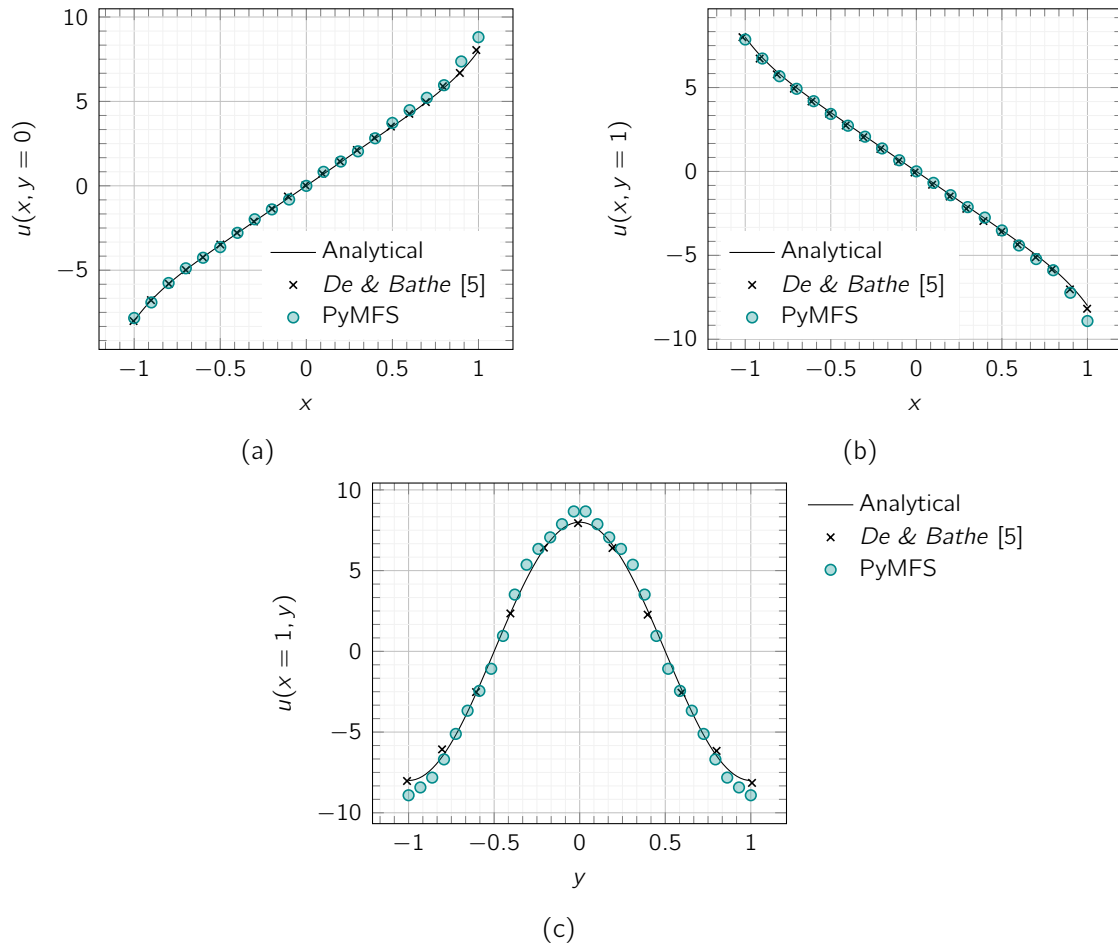 10
5
0
−5
−1
−0.5
0
0.5
1
x
u(x, y = 0)
Analytical
De & Bathe [5]
PyMFS
(a)
5
0
−5
−10
−1
−0.5
0
0.5
1
x
u(x, y = 1)
Analytical
De & Bathe [5]
PyMFS
(b)
10
5
0
−5
−10
−1
−0.5
0
0.5
1
y
u(x = 1, y)
Analytical
De & Bathe [5]
PyMFS
(c)